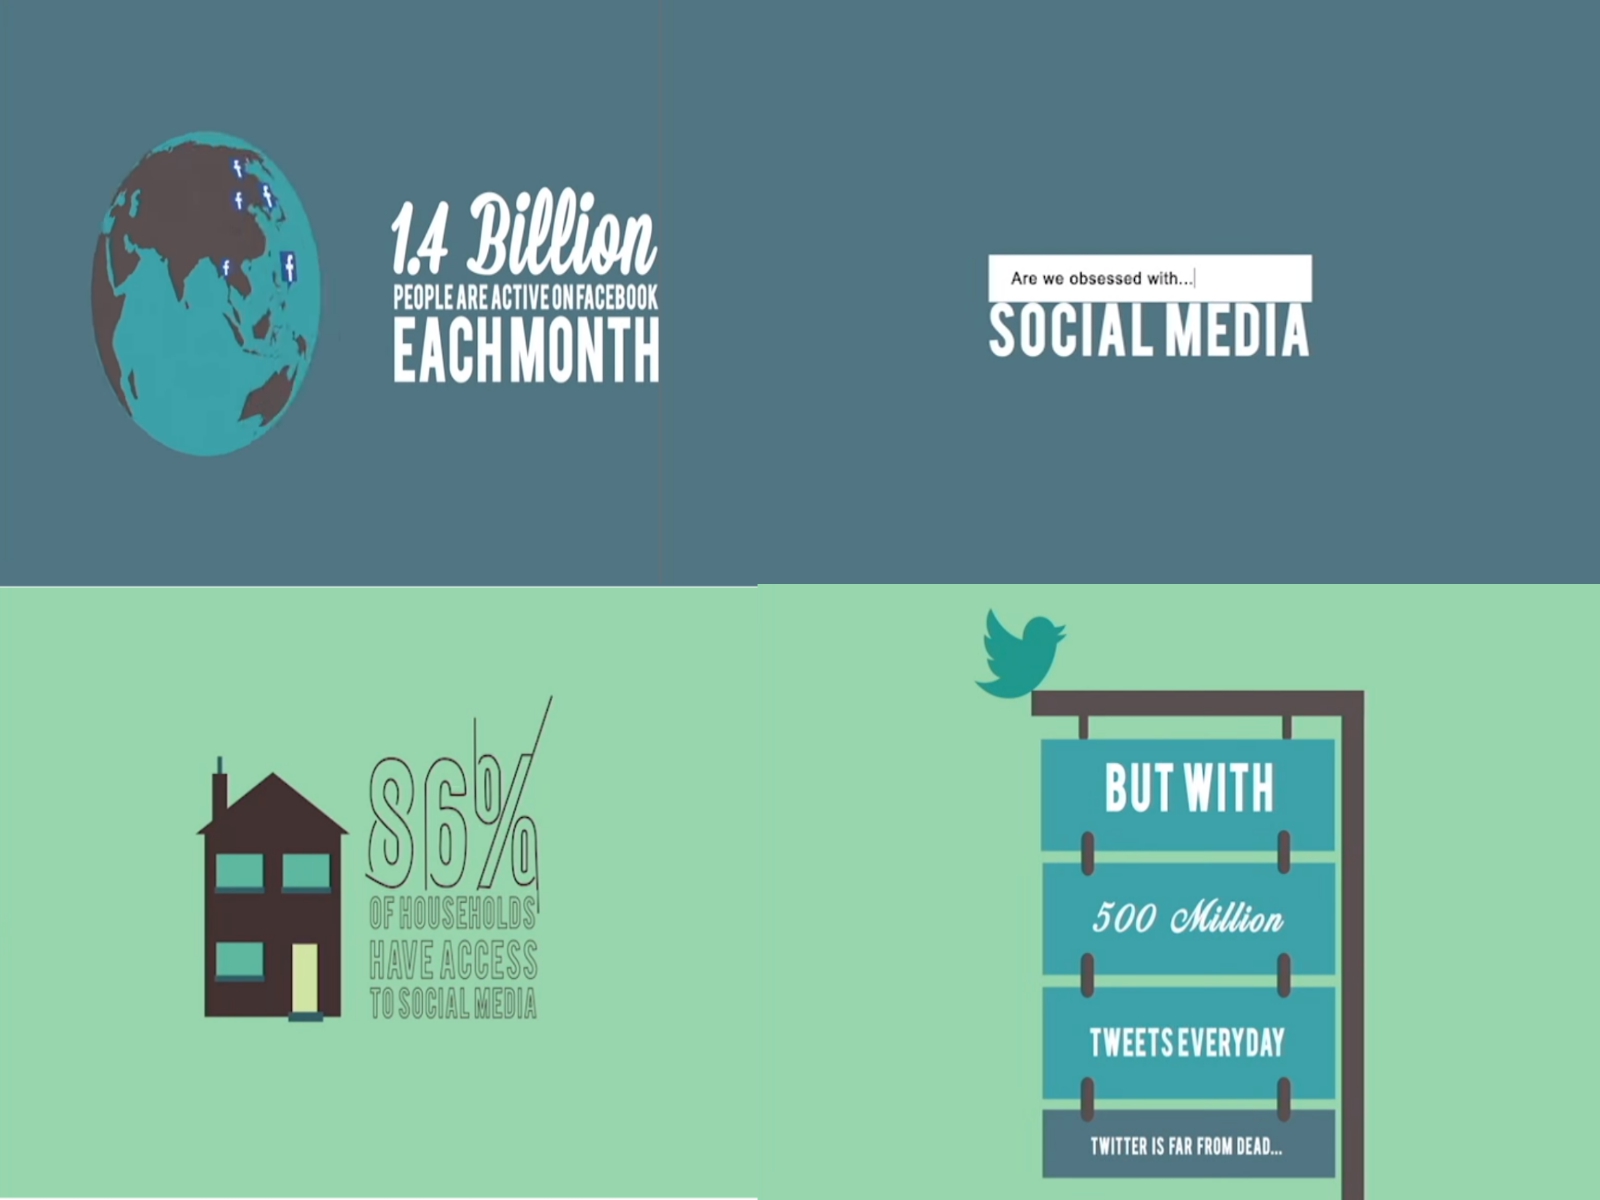 1.4 Billion
PEOPLE ARE ACTIVE ON FACEBOOK
EACH MONTH
Are we obsessed with...
SOCIAL MEDIA
86%
OF HOUSEHOLDS
HAVE ACCESS
TO SOCIAL MEDIA
BUT WITH
500 Million
TWEETS EVERYDAY
TWITTER IS FAR FROM DEAD...